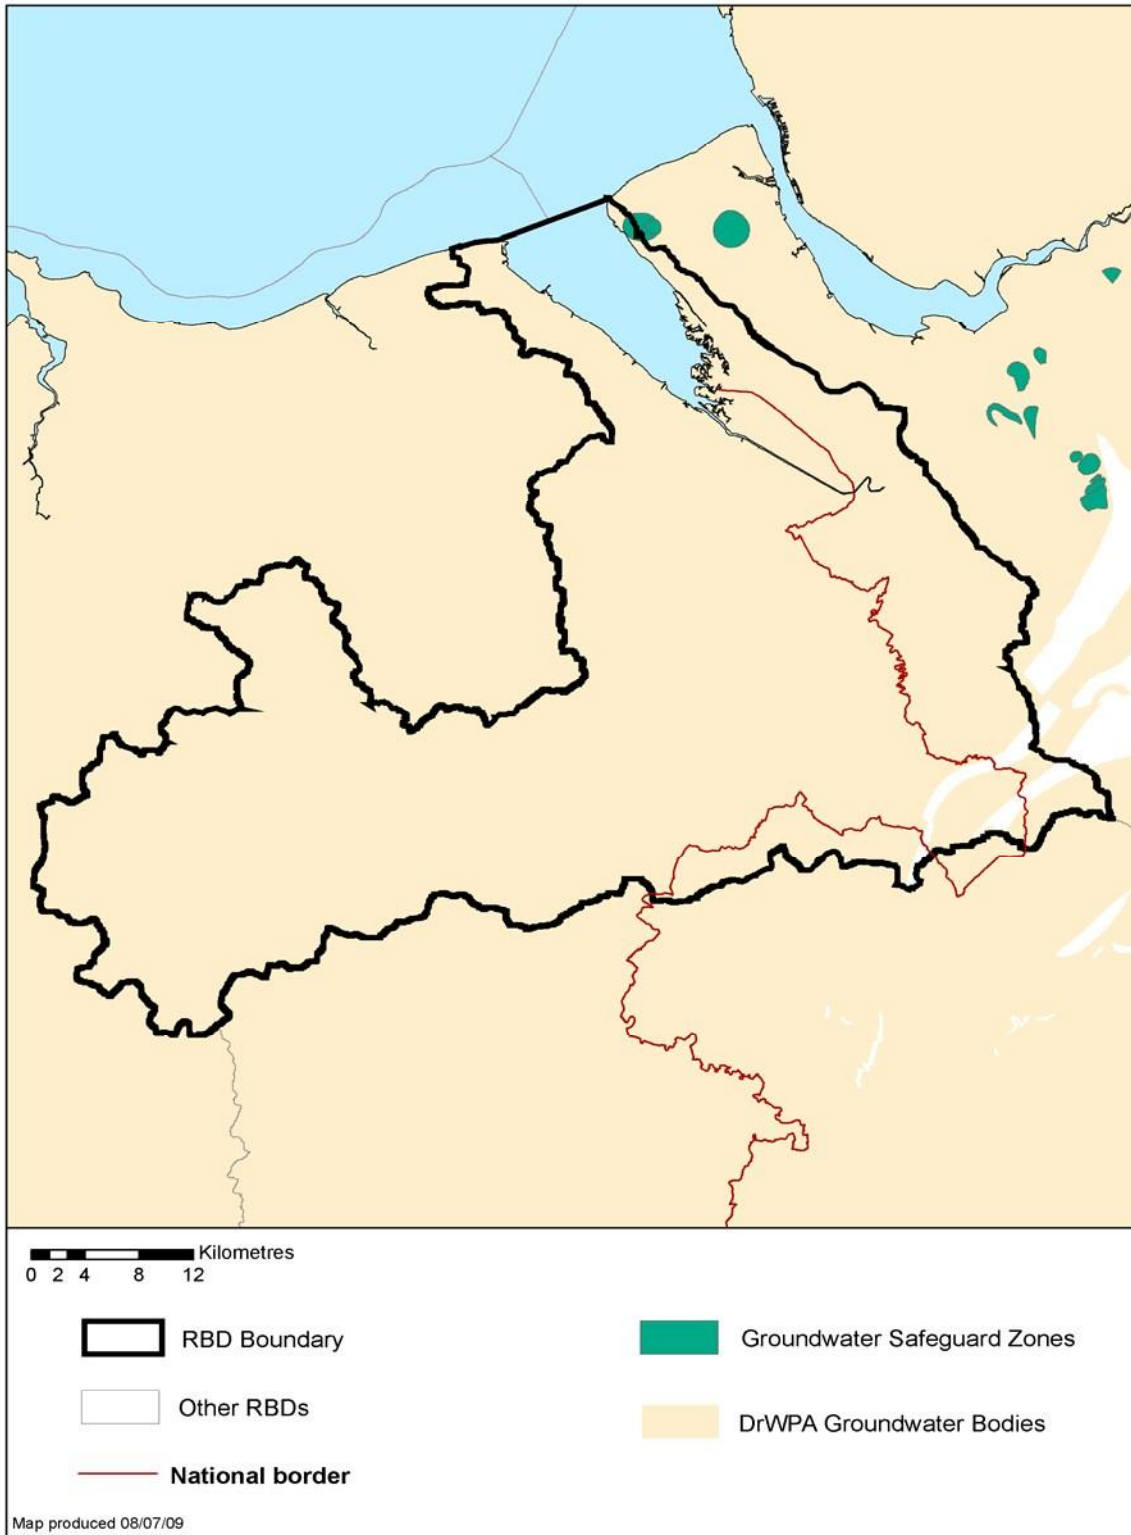 Kilometres
0 2 4 8 12
RBD Boundary
Groundwater Safeguard Zones
Other RBDs
DrWPA Groundwater Bodies
National border
Map produced 08/07/09